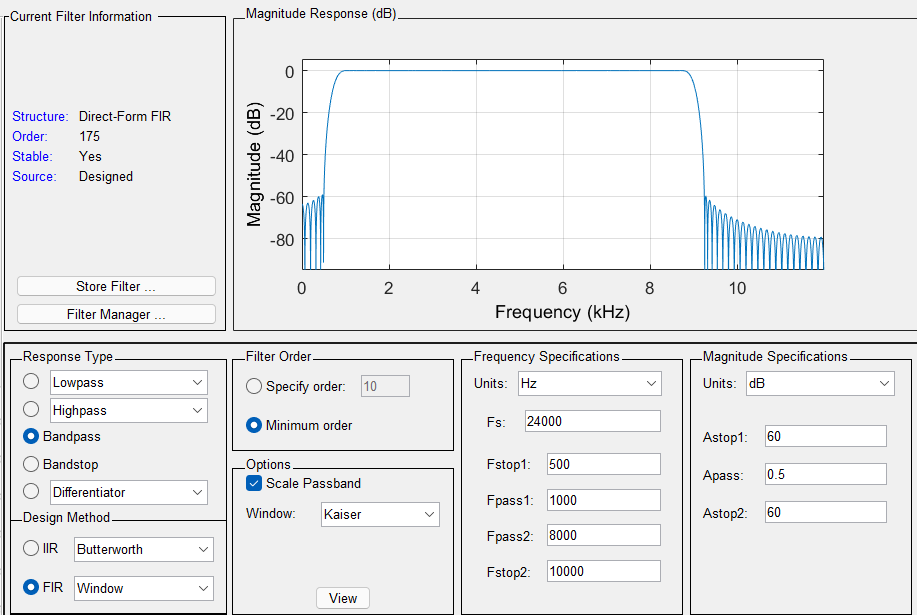 Current Filter Information
Structure: Direct-Form FIR
Order: 175
Stable: Yes
Source: Designed
Store Filter ...
Filter Manager ...
Magnitude Response (dB)
0
-20
-40
-60
-80
Magnitude (dB)
0 2 4 6 8 10
Frequency (kHz)
Response Type
Lowpass
Highpass
Bandpass
Bandstop
Differentiator
Design Method
IIR Butterworth
FIR Window
Filter Order
Specify order: 10
Minimum order
Options
Scale Passband
Window: Kaiser
View
Frequency Specifications
Units: Hz
Fs: 24000
Fstop1: 500
Fpass1: 1000
Fpass2: 8000
Fstop2: 10000
Magnitude Specifications
Units: dB
Astop1: 60
Apass: 0.5
Astop2: 60